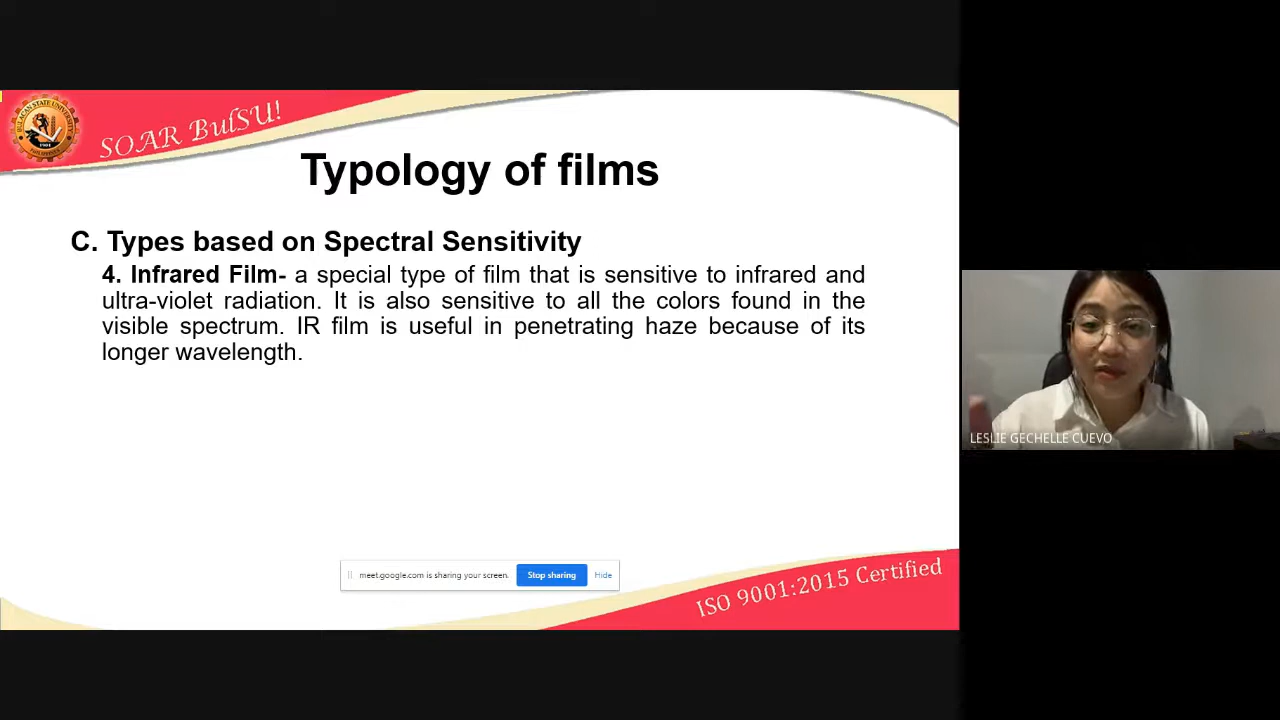 SOAR BulSU!
Typology of films
C. Types based on Spectral Sensitivity
4. Infrared Film- a special type of film that is sensitive to infrared and
ultra-violet radiation. It is also sensitive to all the colors found in the
visible spectrum. IR film is useful in penetrating haze because of its
longer wavelength.
LESLIE GECHELLE CUEVO
meet.google.com is sharing your screen. Stop sharing Hide
ISO 9001:2015 Certified